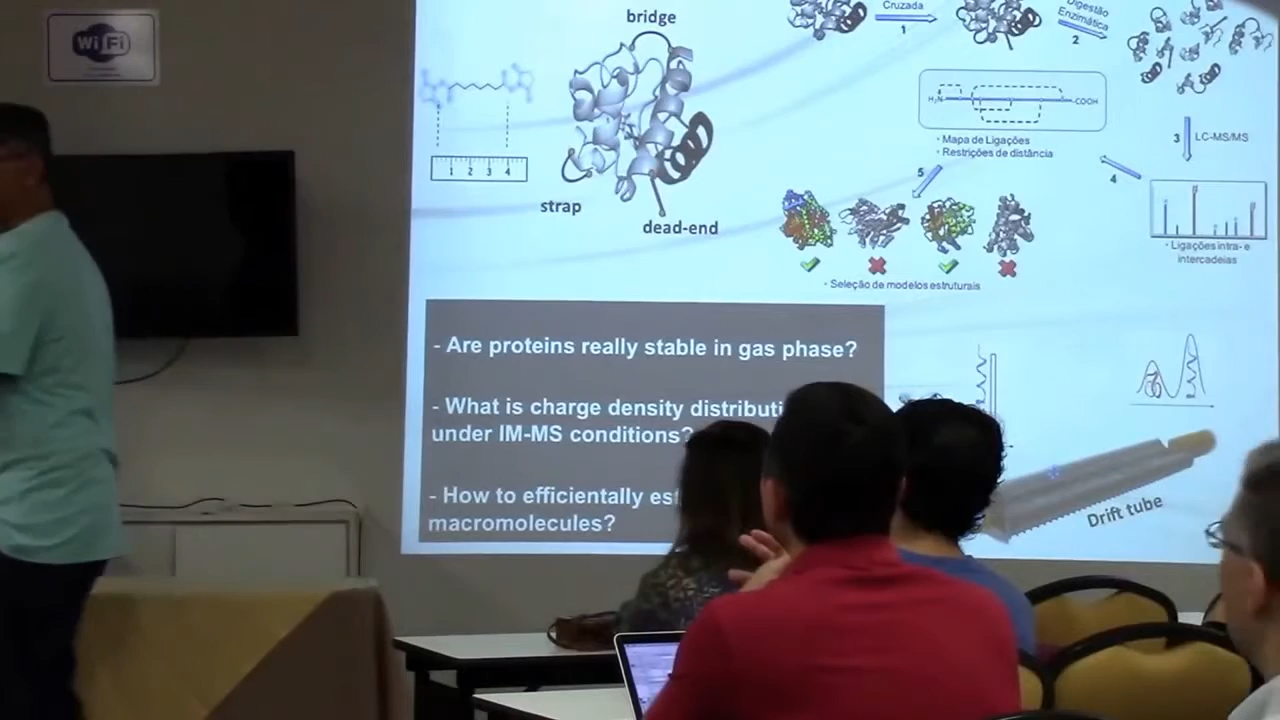 WiFi
bridge
strap
dead-end
1 2 3 4
Cruzada
1
Digestão
Enzimática
2
H₂N
COOH
- Mapa de Ligações
- Restrições de distância
3 LC-MS/MS
4
5
- Ligações intra- e
intercadeias
- Seleção de modelos estruturais
- Are proteins really stable in gas phase?
- What is charge density
under IM-MS conditions?
- How to efficientally
macromolecules?
Drift tube